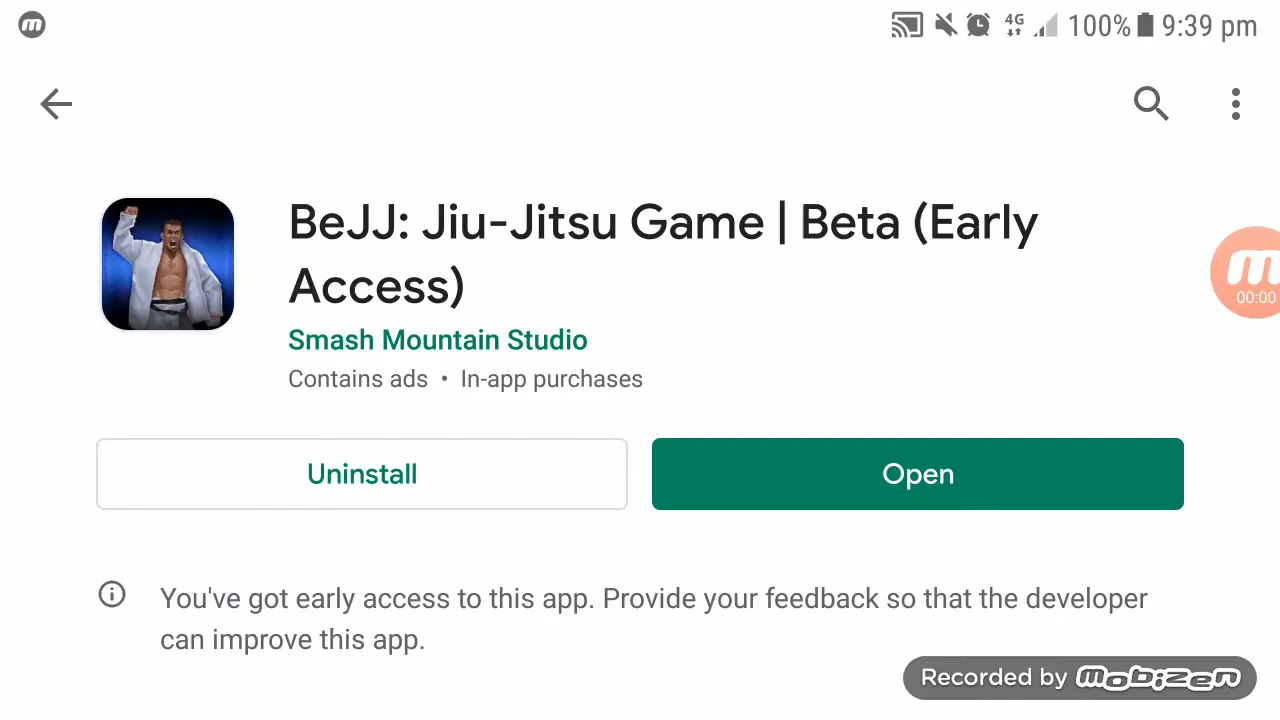 m
4G 100% 9:39 pm
BeJJ: Jiu-Jitsu Game | Beta (Early
Access)
Smash Mountain Studio
Contains ads • In-app purchases
m
00:00
Uninstall
Open
You've got early access to this app. Provide your feedback so that the developer
can improve this app.
Recorded by mobizen